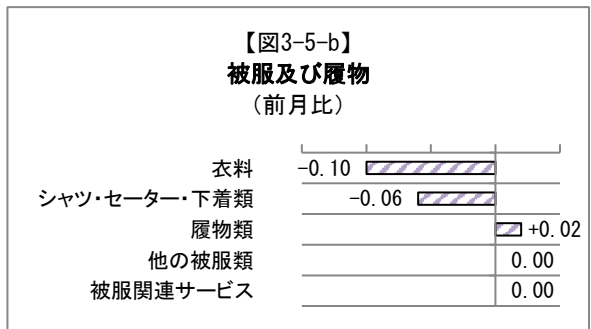 【図3-5-b】
被服及び履物
(前月比)
衣料 -0.10
シャツ・セーター・下着類 -0.06
履物類 +0.02
他の被服類 0.00
被服関連サービス 0.00